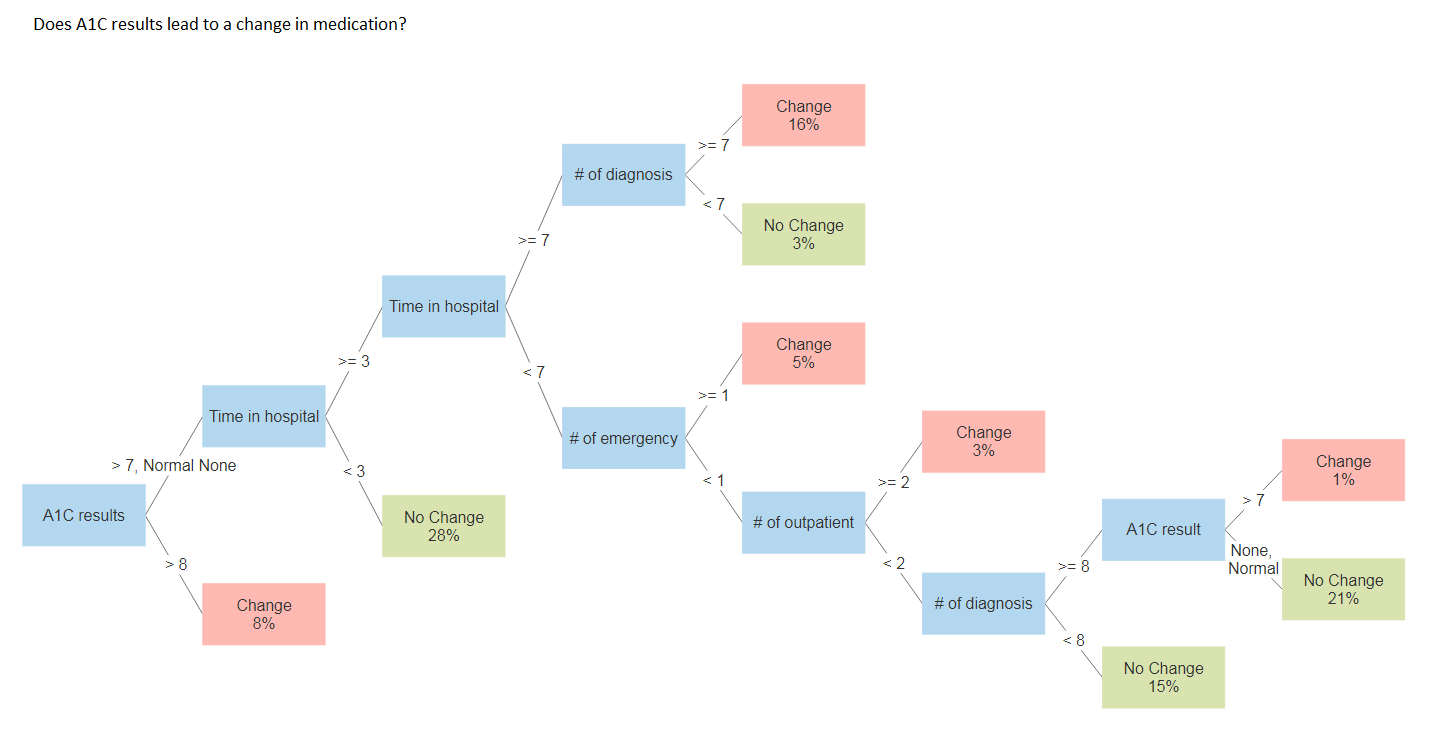 Does A1C results lead to a change in medication?
A1C results
> 7, Normal None
> 8
Change
8%
Time in hospital
>= 3
< 3
No Change
28%
Time in hospital
>= 7
< 7
# of diagnosis
>= 7
< 7
Change
16%
No Change
3%
# of emergency
>= 1
< 1
Change
5%
# of outpatient
>= 2
< 2
Change
3%
# of diagnosis
>= 8
< 8
No Change
15%
A1C result
> 7
None,
Normal
Change
1%
No Change
21%